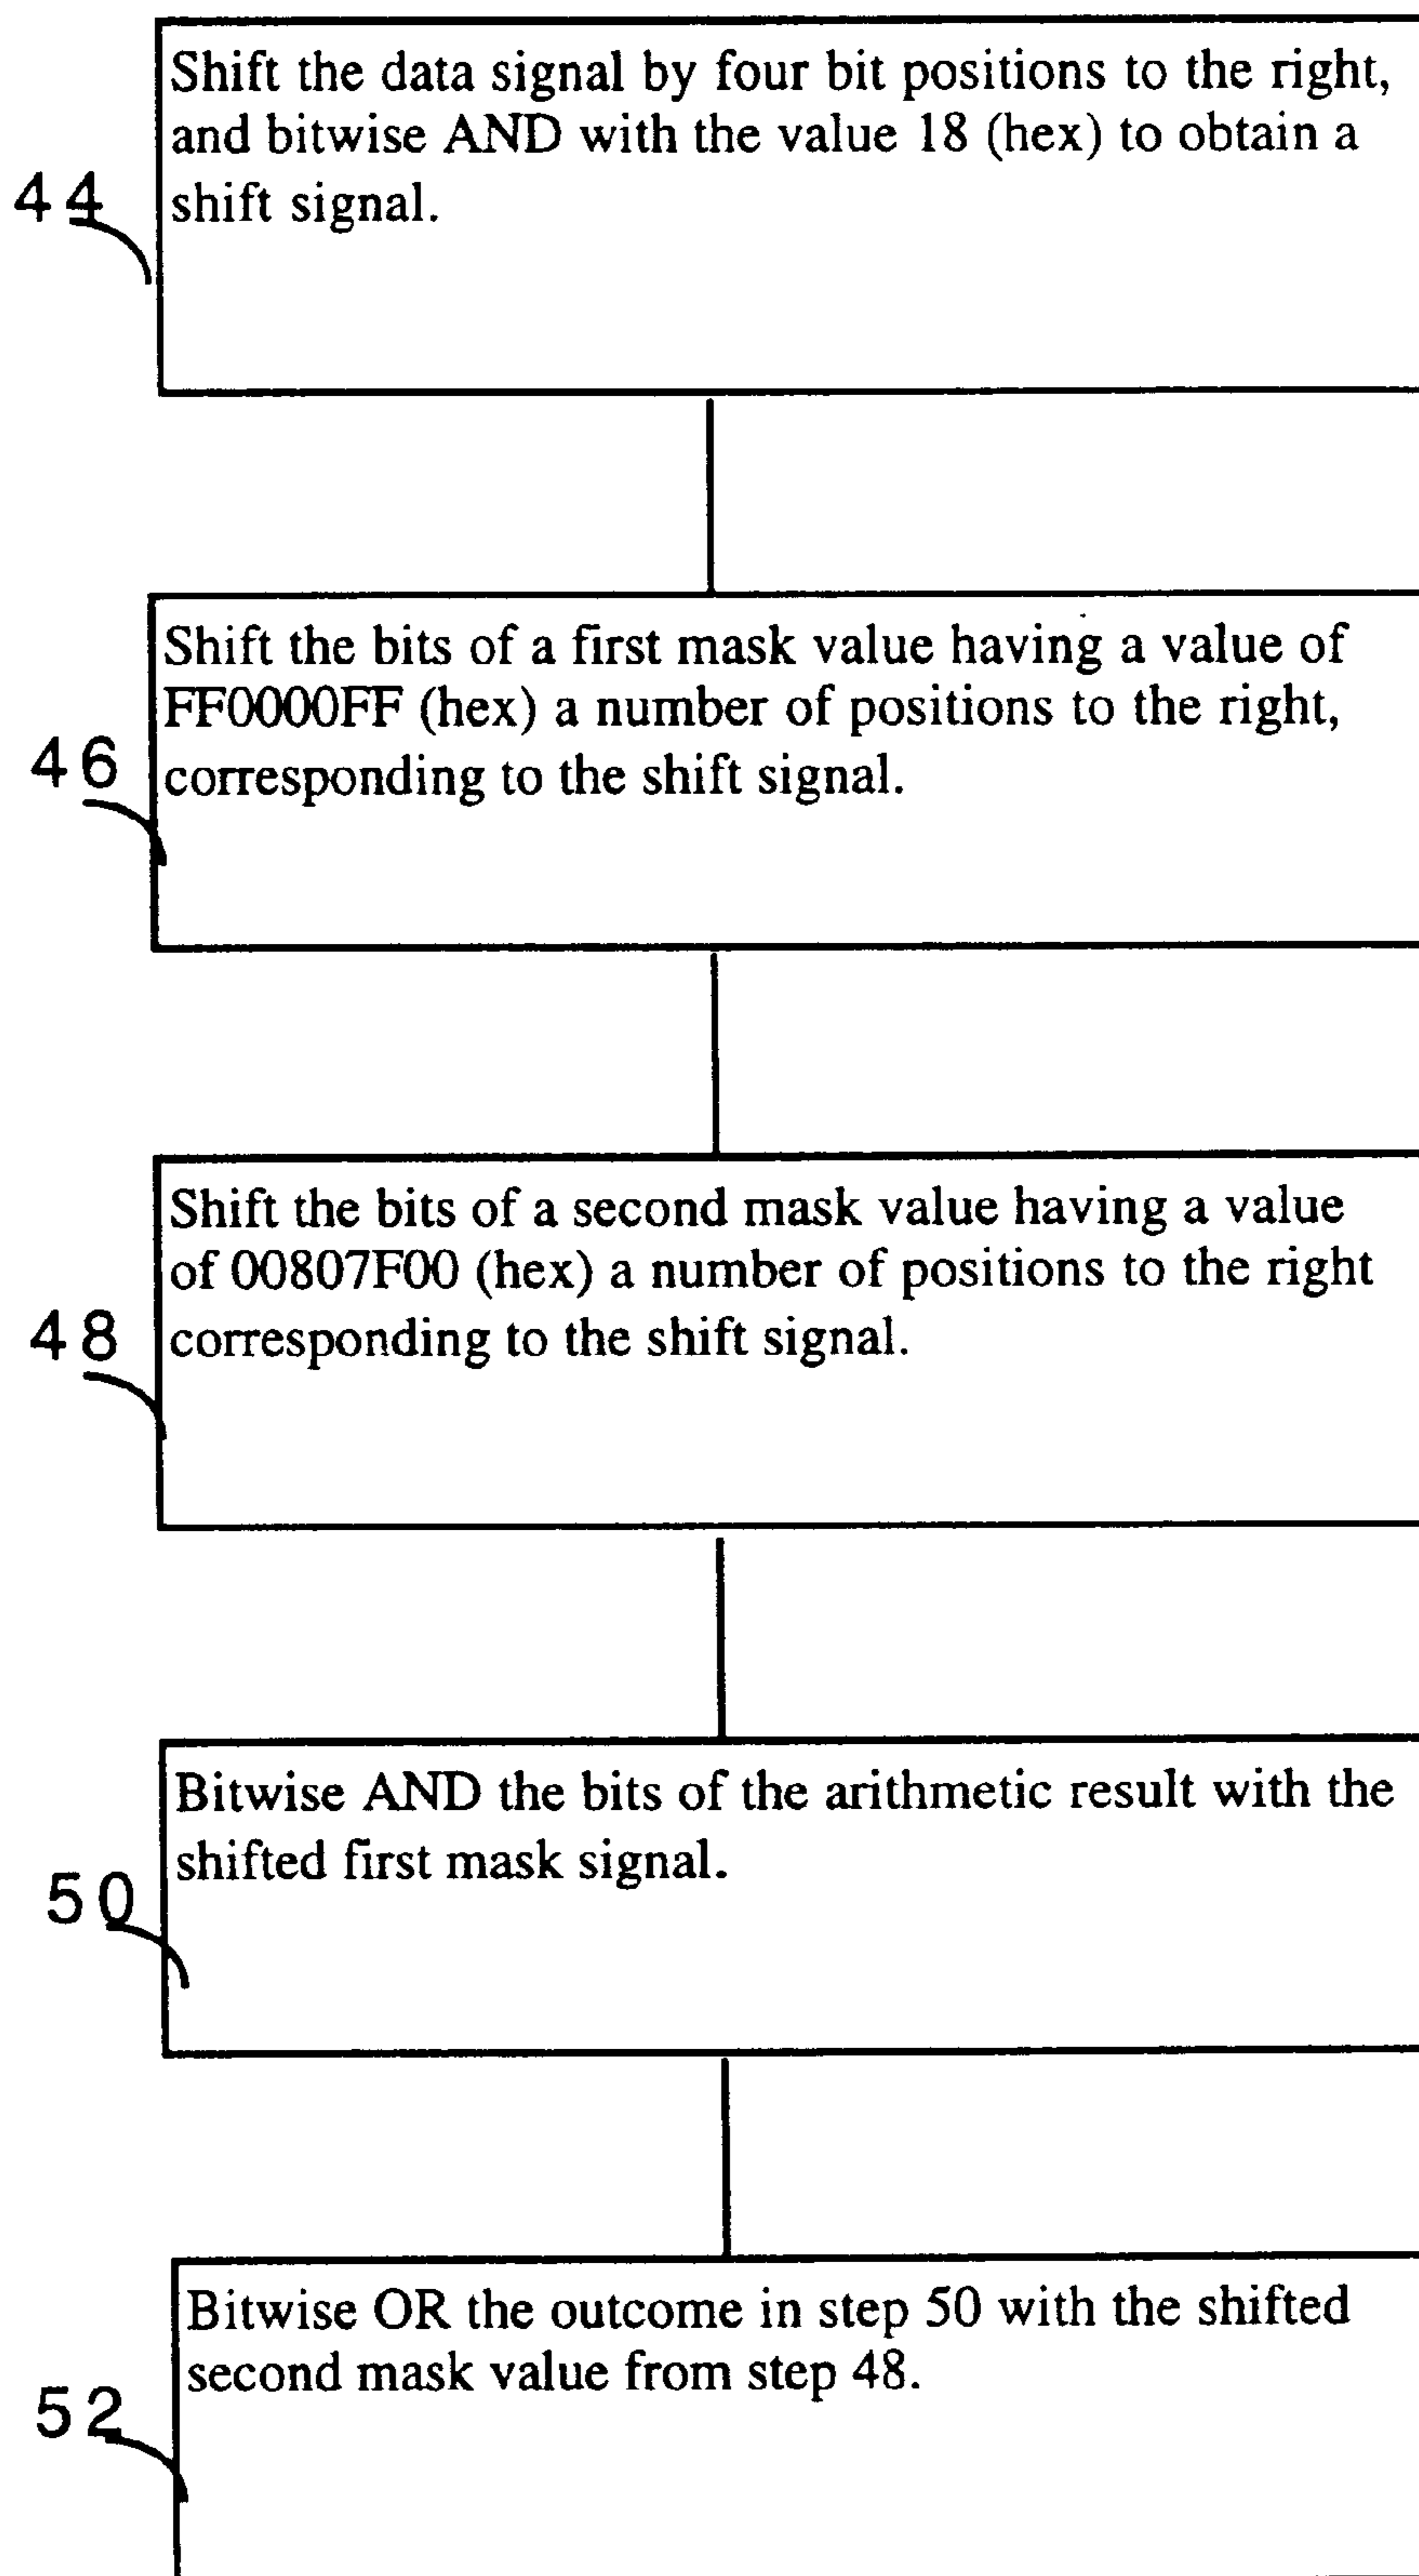 Shift the data signal by four bit positions to the right,
and bitwise AND with the value 18 (hex) to obtain a
shift signal.
44
Shift the bits of a first mask value having a value of
FF0000FF (hex) a number of positions to the right,
corresponding to the shift signal.
46
Shift the bits of a second mask value having a value
of 00807F00 (hex) a number of positions to the right
corresponding to the shift signal.
48
Bitwise AND the bits of the arithmetic result with the
shifted first mask signal.
50
Bitwise OR the outcome in step 50 with the shifted
second mask value from step 48.
52